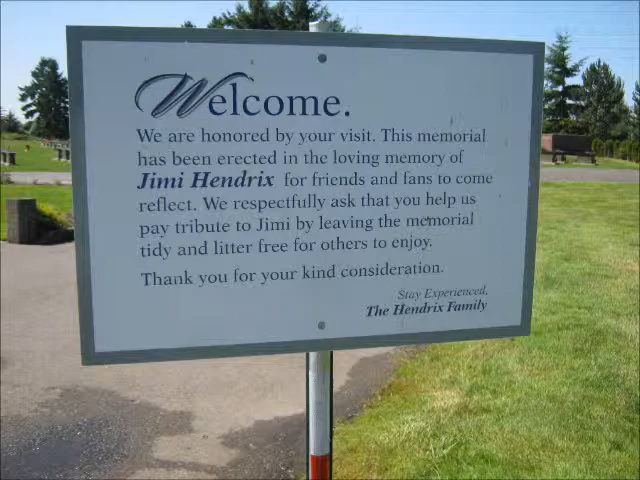 Welcome.
We are honored by your visit. This memorial
has been erected in the loving memory of
Jimi Hendrix for friends and fans to come
reflect. We respectfully ask that you help us
pay tribute to Jimi by leaving the memorial
tidy and litter free for others to enjoy.
Thank you for your kind consideration.
Stay Experienced,
The Hendrix Family